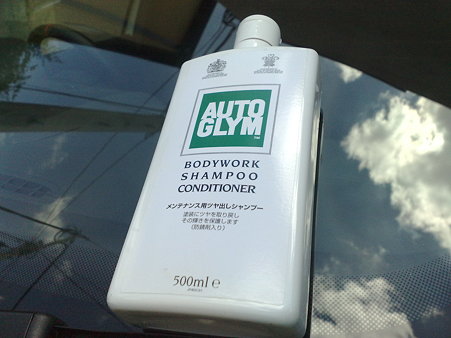 AUTO
GLYM
TM
BODYWORK
SHAMPOO
CONDITIONER
メンテナンス用ツヤ出しシャンプー
塗装にツヤを取り戻し
その輝きを保護します
(防錆剤入り)
500ml e